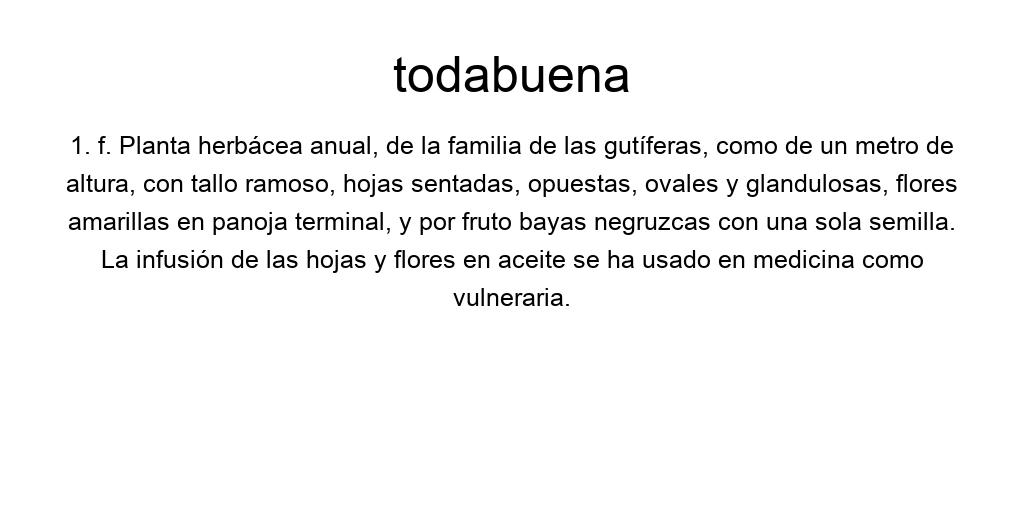 todabuena
1. f. Planta herbácea anual, de la familia de las gutíferas, como de un metro de
altura, con tallo ramoso, hojas sentadas, opuestas, ovales y glandulosas, flores
amarillas en panoja terminal, y por fruto bayas negruzcas con una sola semilla.
La infusión de las hojas y flores en aceite se ha usado en medicina como
vulneraria.